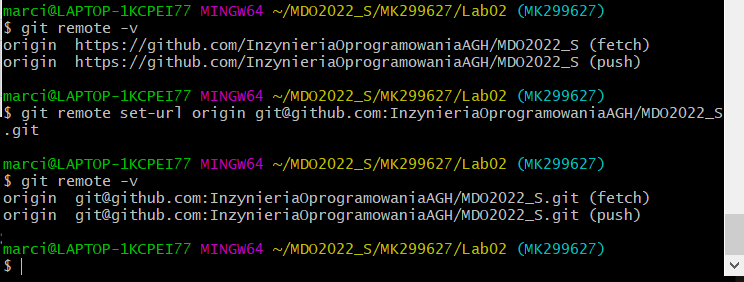 marci@LAPTOP-1KCPEI77 MINGW64 ~/MDO2022_S/MK299627/Lab02 (MK299627)
$ git remote -v
origin  https://github.com/InzynieriaOprogramowaniaAGH/MDO2022_S (fetch)
origin  https://github.com/InzynieriaOprogramowaniaAGH/MDO2022_S (push)
marci@LAPTOP-1KCPEI77 MINGW64 ~/MDO2022_S/MK299627/Lab02 (MK299627)
$ git remote set-url origin git@github.com:InzynieriaOprogramowaniaAGH/MDO2022_S
.git
marci@LAPTOP-1KCPEI77 MINGW64 ~/MDO2022_S/MK299627/Lab02 (MK299627)
$ git remote -v
origin  git@github.com:InzynieriaOprogramowaniaAGH/MDO2022_S.git (fetch)
origin  git@github.com:InzynieriaOprogramowaniaAGH/MDO2022_S.git (push)
marci@LAPTOP-1KCPEI77 MINGW64 ~/MDO2022_S/MK299627/Lab02 (MK299627)
$